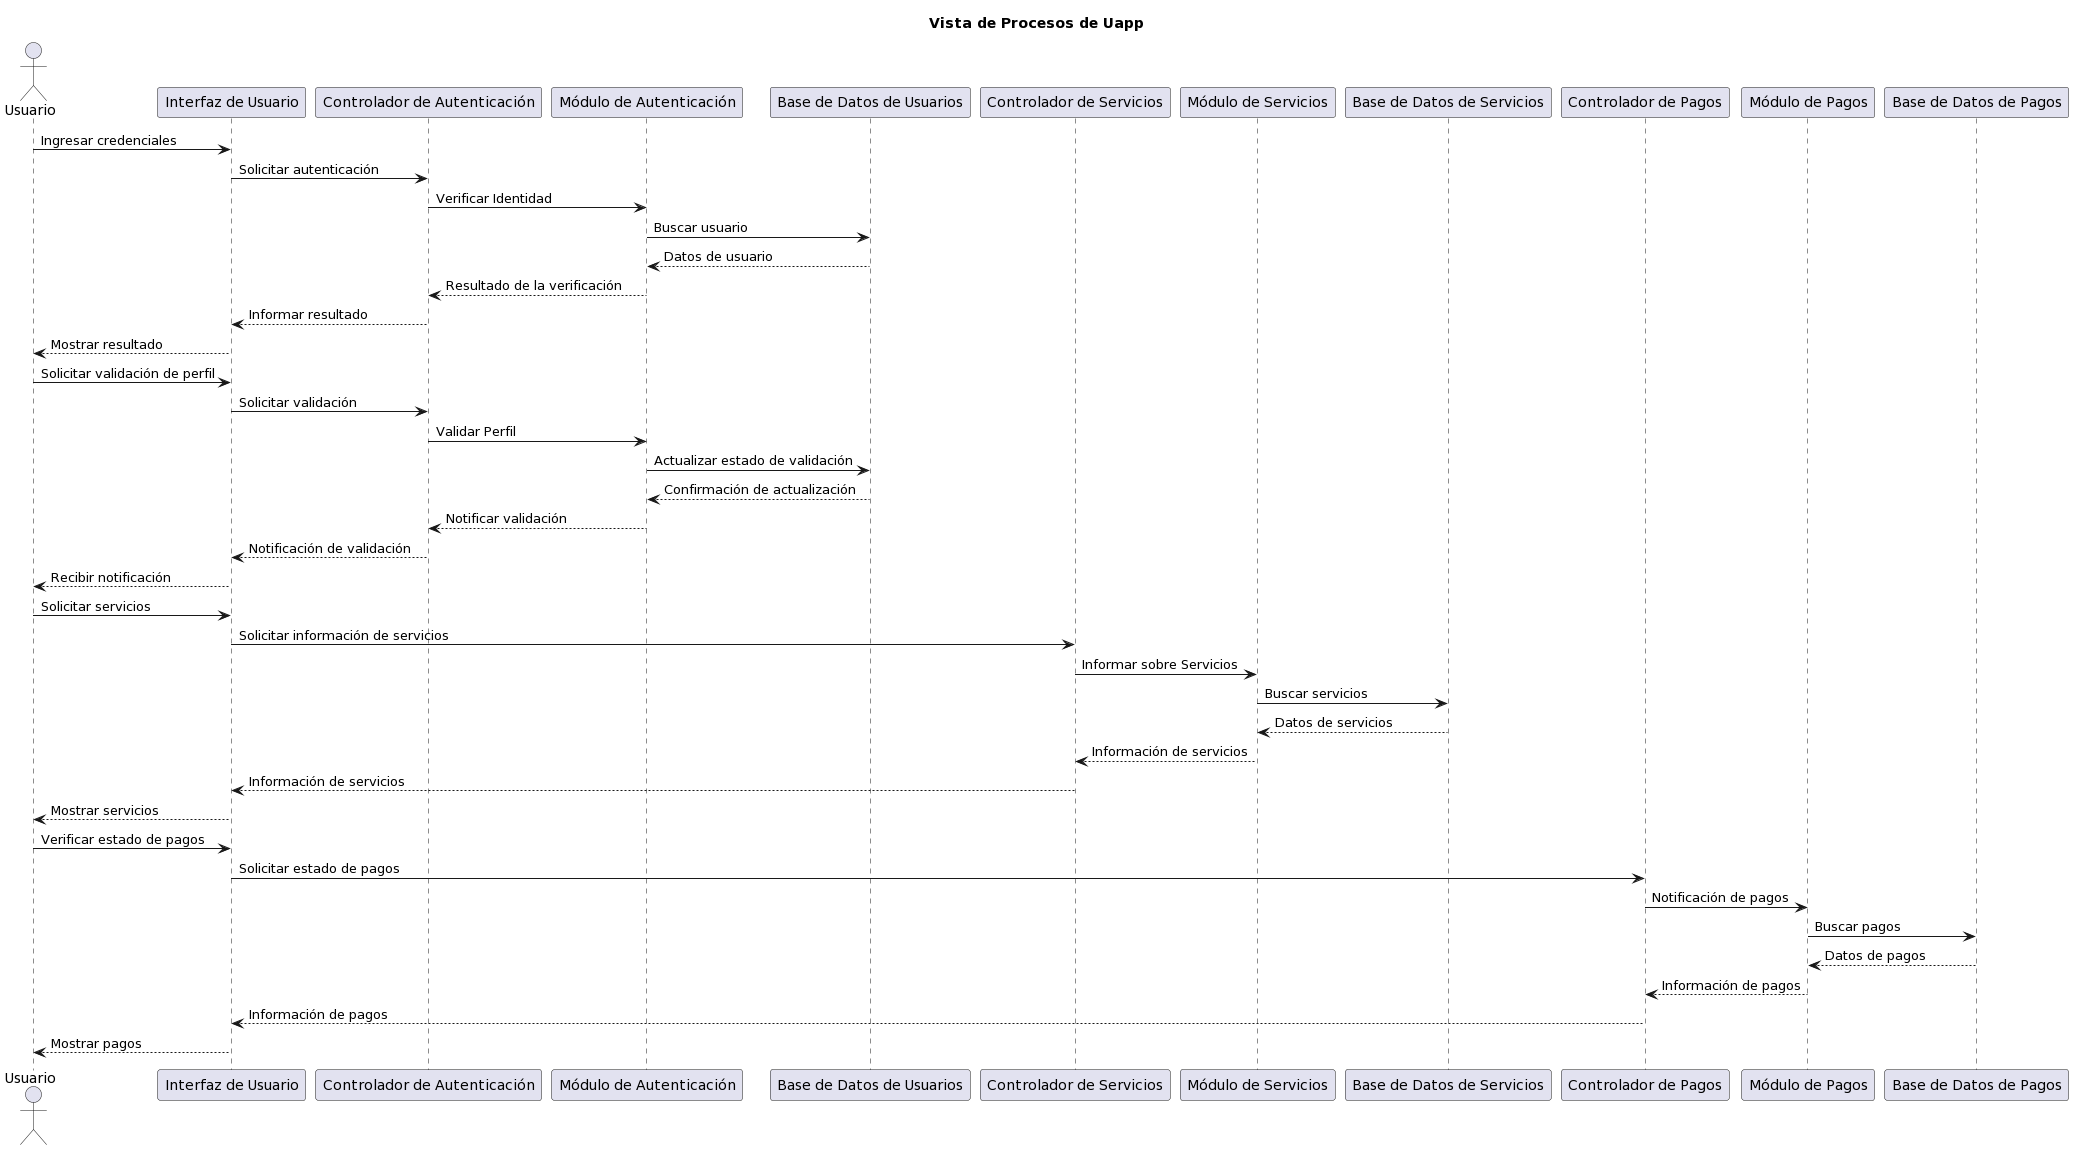 Vista de Procesos de Uapp
Usuario
Interfaz de Usuario
Controlador de Autenticación
Módulo de Autenticación
Base de Datos de Usuarios
Controlador de Servicios
Módulo de Servicios
Base de Datos de Servicios
Controlador de Pagos
Módulo de Pagos
Base de Datos de Pagos
Ingresar credenciales
Solicitar autenticación
Verificar Identidad
Buscar usuario
Datos de usuario
Resultado de la verificación
Informar resultado
Mostrar resultado
Solicitar validación de perfil
Solicitar validación
Validar Perfil
Actualizar estado de validación
Confirmación de actualización
Notificar validación
Notificación de validación
Recibir notificación
Solicitar servicios
Solicitar información de servicios
Informar sobre Servicios
Buscar servicios
Datos de servicios
Información de servicios
Información de servicios
Mostrar servicios
Verificar estado de pagos
Solicitar estado de pagos
Notificación de pagos
Buscar pagos
Datos de pagos
Información de pagos
Información de pagos
Mostrar pagos
Usuario
Interfaz de Usuario
Controlador de Autenticación
Módulo de Autenticación
Base de Datos de Usuarios
Controlador de Servicios
Módulo de Servicios
Base de Datos de Servicios
Controlador de Pagos
Módulo de Pagos
Base de Datos de Pagos